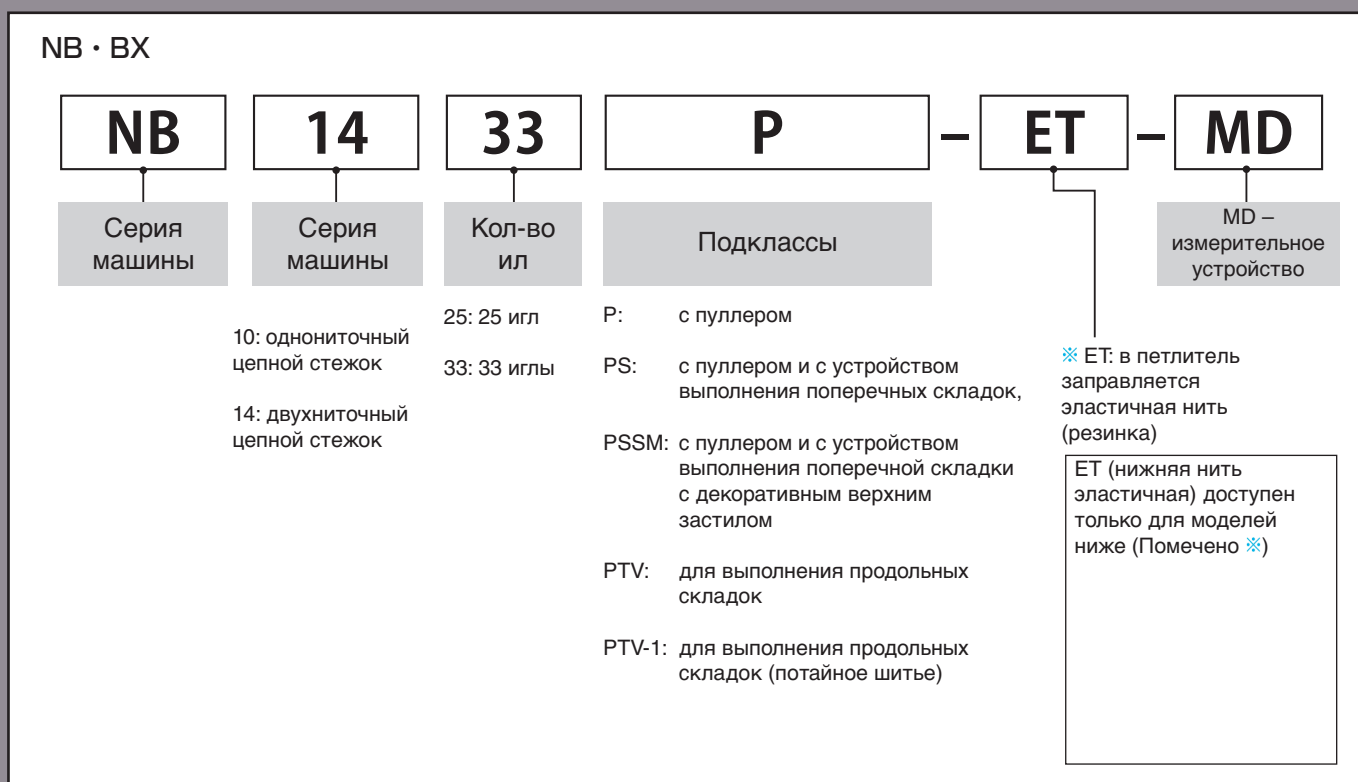 NB・BX
NB 14 33 P – ET – MD
Серия
машины
Серия
машины
Кол-во
ил
Подклассы
MD –
измерительное
устройство
10: однониточный
цепной стежок
14: двухниточный
цепной стежок
25: 25 игл
33: 33 иглы
P: с пуллером
PS: с пуллером и с устройством
выполнения поперечных складок,
PSSM: с пуллером и с устройством
выполнения поперечной складки
с декоративным верхним
застилом
PTV: для выполнения продольных
складок
PTV-1: для выполнения продольных
складок (потайное шитье)
※ ET: в петлитель
заправляется
эластичная нить
(резинка)
ET (нижняя нить
эластичная) доступен
только для моделей
ниже (Помечено ※)